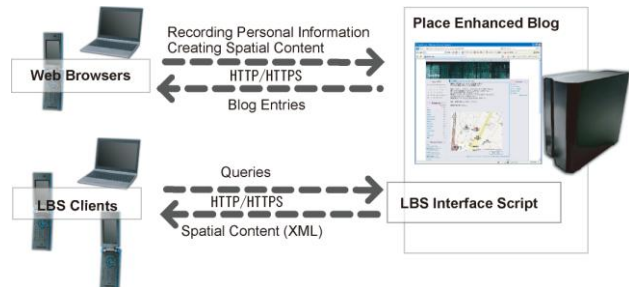 Recording Personal Information
Creating Spatial Content
Web Browsers
HTTP/HTTPS
Blog Entries
Place Enhanced Blog
Queries
LBS Clients
HTTP/HTTPS
Spatial Content (XML)
LBS Interface Script